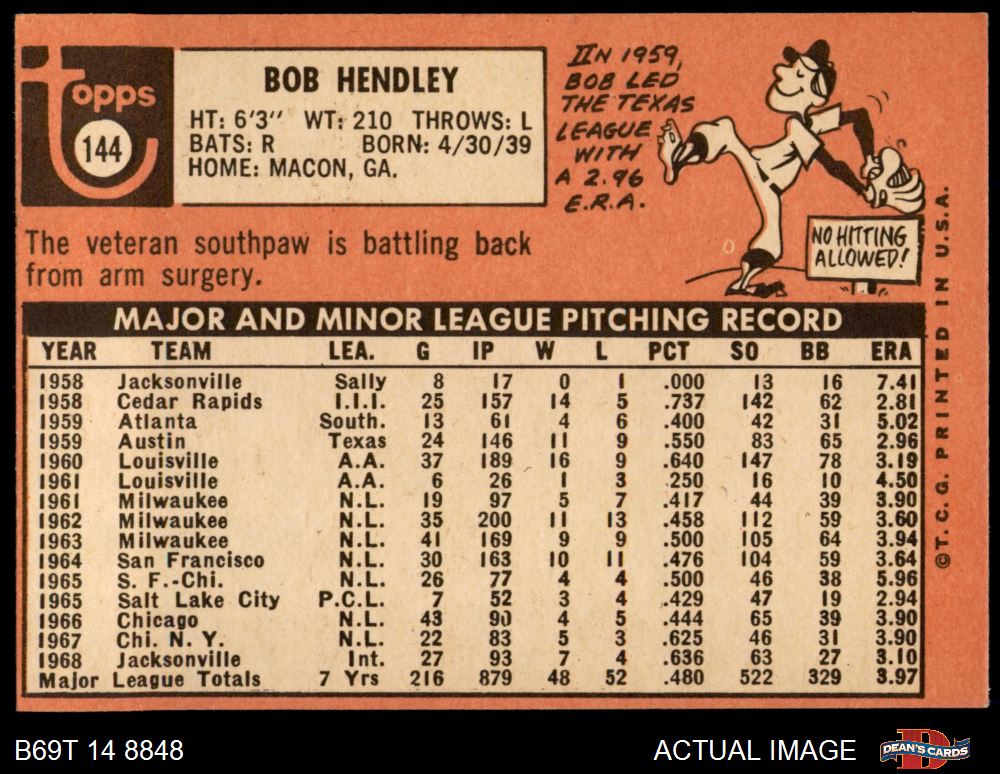 topps
144
BOB HENDLEY
HT: 6'3'' WT: 210 THROWS: L
BATS: R BORN: 4/30/39
HOME: MACON, GA.
IN 1959,
BOB LED
THE TEXAS
LEAGUE
WITH
A 2.96
E.R.A.
NO HITTING
ALLOWED!
The veteran southpaw is battling back
from arm surgery.
MAJOR AND MINOR LEAGUE PITCHING RECORD
YEAR TEAM LEA. G IP W L PCT SO BB ERA
1958 Jacksonville Sally 8 17 0 1 .000 13 16 7.41
1958 Cedar Rapids I.I.I. 25 157 14 5 .737 142 62 2.81
1959 Atlanta South. 13 61 4 6 .400 42 31 5.02
1959 Austin Texas 24 146 11 9 .550 83 65 2.96
1960 Louisville A.A. 37 189 16 9 .640 147 78 3.19
1961 Louisville A.A. 6 26 1 3 .250 16 10 4.50
1961 Milwaukee N.L. 19 97 5 7 .417 44 39 3.90
1962 Milwaukee N.L. 35 200 11 13 .458 112 59 3.60
1963 Milwaukee N.L. 41 169 9 9 .500 105 64 3.94
1964 San Francisco N.L. 30 163 10 11 .476 104 59 3.64
1965 S. F.-Chi. N.L. 26 77 4 4 .500 46 38 5.96
1965 Salt Lake City P.C.L. 7 52 3 4 .429 47 19 2.94
1966 Chicago N.L. 43 90 4 5 .444 65 39 3.90
1967 Chi. N. Y. N.L. 22 83 5 3 .625 46 31 3.90
1968 Jacksonville Int. 27 93 7 4 .636 63 27 3.10
Major League Totals 7 Yrs 216 879 48 52 .480 522 329 3.97
©T.C.G. PRINTED IN U.S.A.
B69T 14 8848
ACTUAL IMAGE
DEAN'S CARDS